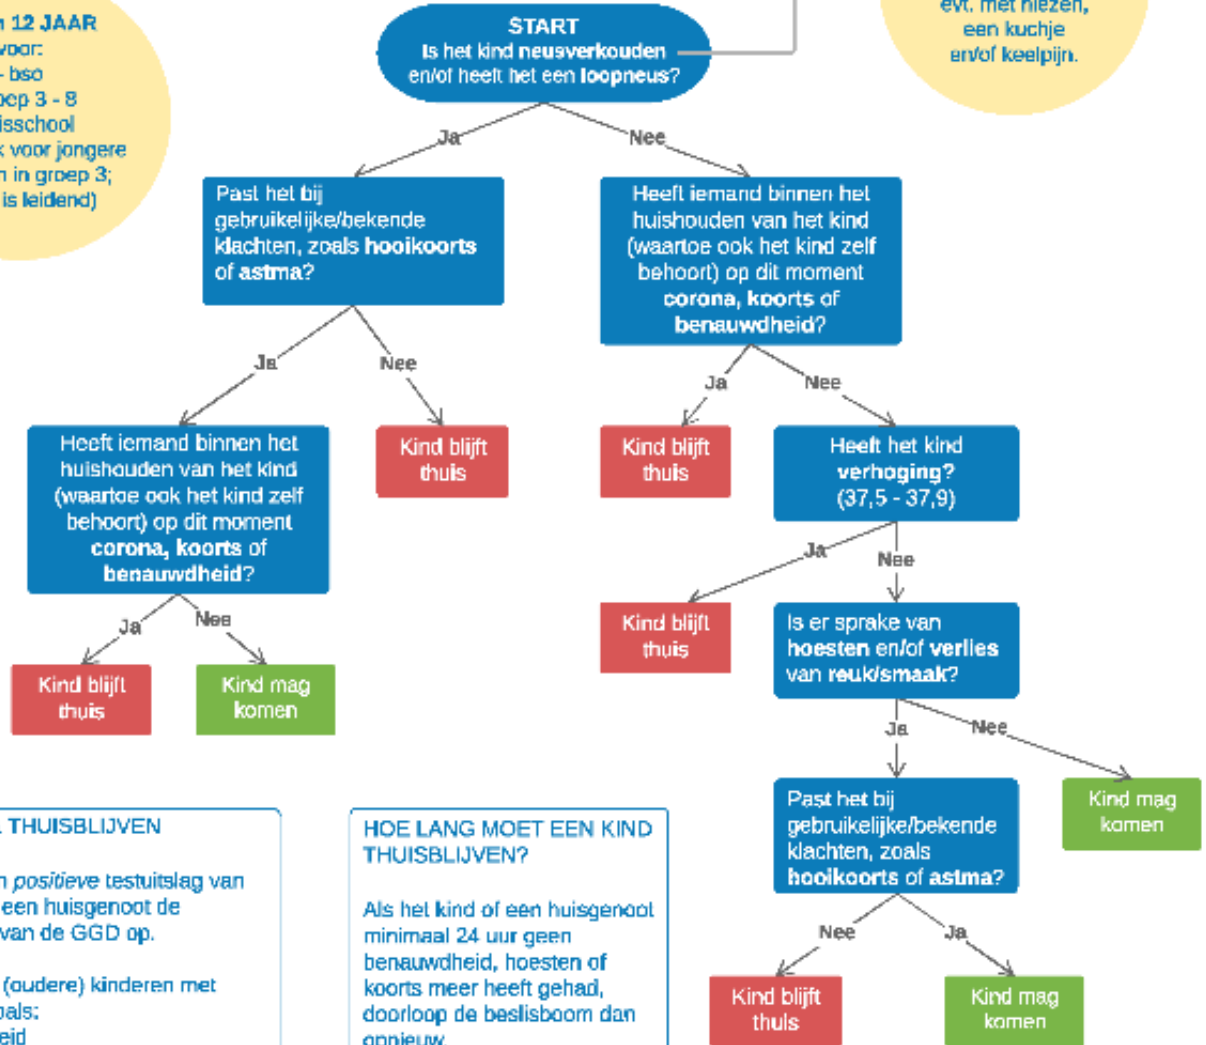 12 JAAR
voor:
- bso
oep 3 - 8
isschool
k voor jongere
n in groep 3;
is leidend)
START
Is het kind neusverkouden
en/of heeft het een loopneus?
evt. met niezen,
een kuchje
en/of keelpijn.
Ja
Nee
Past het bij
gebruikelijke/bekende
klachten, zoals hooikoorts
of astma?
Heeft iemand binnen het
huishouden van het kind
(waartoe ook het kind zelf
behoort) op dit moment
corona, koorts of
benauwdheid?
Ja
Nee
Ja
Nee
Heeft iemand binnen het
huishouden van het kind
(waartoe ook het kind zelf
behoort) op dit moment
corona, koorts of
benauwdheid?
Kind blijft
thuis
Kind blijft
thuis
Heeft het kind
verhoging?
(37,5 - 37,9)
Ja
Nee
Ja
Nee
Kind blijft
thuis
Kind mag
komen
Kind blijft
thuis
Is er sprake van
hoesten en/of verlies
van reuk/smaak?
Ja
Nee
Past het bij
gebruikelijke/bekende
klachten, zoals
hooikoorts of astma?
Kind mag
komen
Nee
Ja
Kind blijft
thuis
Kind mag
komen
THUISBLIJVEN
n positieve testuitslag van
een huisgenoot de
van de GGD op.
(oudere) kinderen met
oals:
eid
HOE LANG MOET EEN KIND
THUISBLIJVEN?
Als het kind of een huisgenoot
minimaal 24 uur geen
benauwdheid, hoesten of
koorts meer heeft gehad,
doorloop de beslisboom dan
opnieuw.